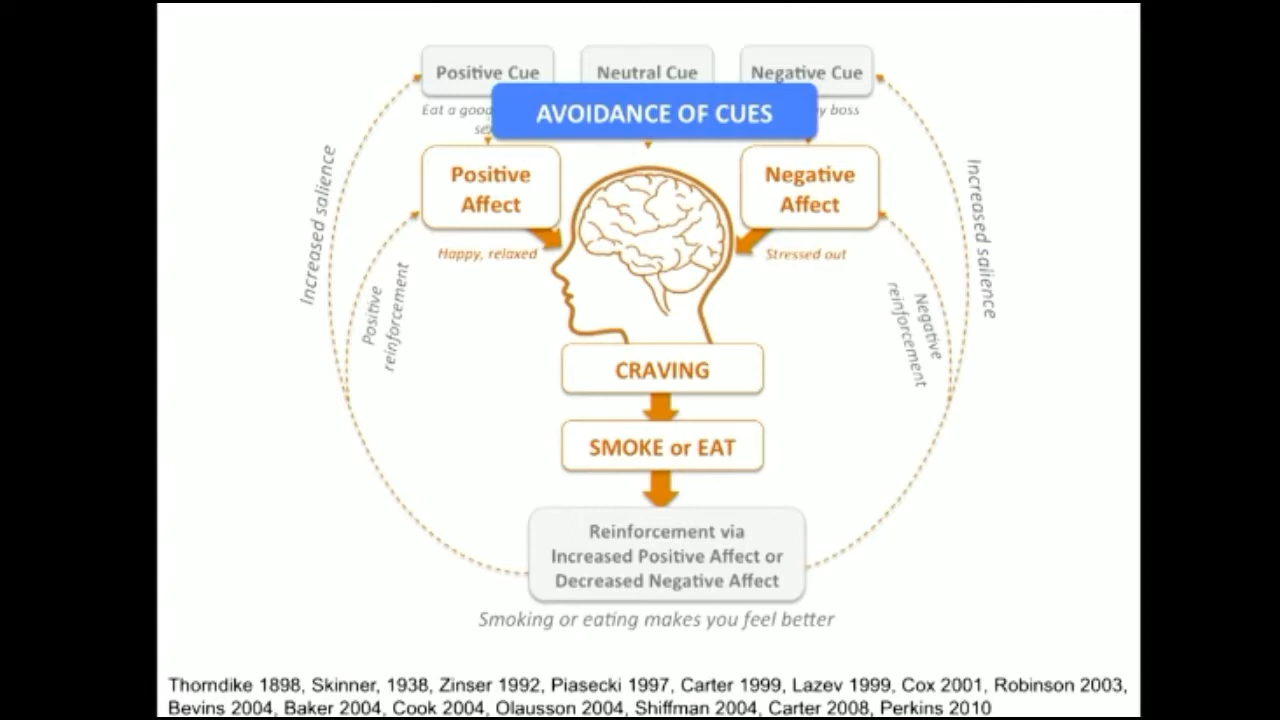 Positive Cue
Neutral Cue
Negative Cue
Eat a good
AVOIDANCE OF CUES
boss
Positive
Affect
Negative
Affect
Happy, relaxed
Stressed out
Increased salience
Positive
reinforcement
Negative
reinforcement
Increased salience
CRAVING
SMOKE or EAT
Reinforcement via
Increased Positive Affect or
Decreased Negative Affect
Smoking or eating makes you feel better
Thorndike 1898, Skinner, 1938, Zinser 1992, Piasecki 1997, Carter 1999, Lazev 1999, Cox 2001, Robinson 2003,
Bevins 2004, Baker 2004, Cook 2004, Olausson 2004, Shiffman 2004, Carter 2008, Perkins 2010